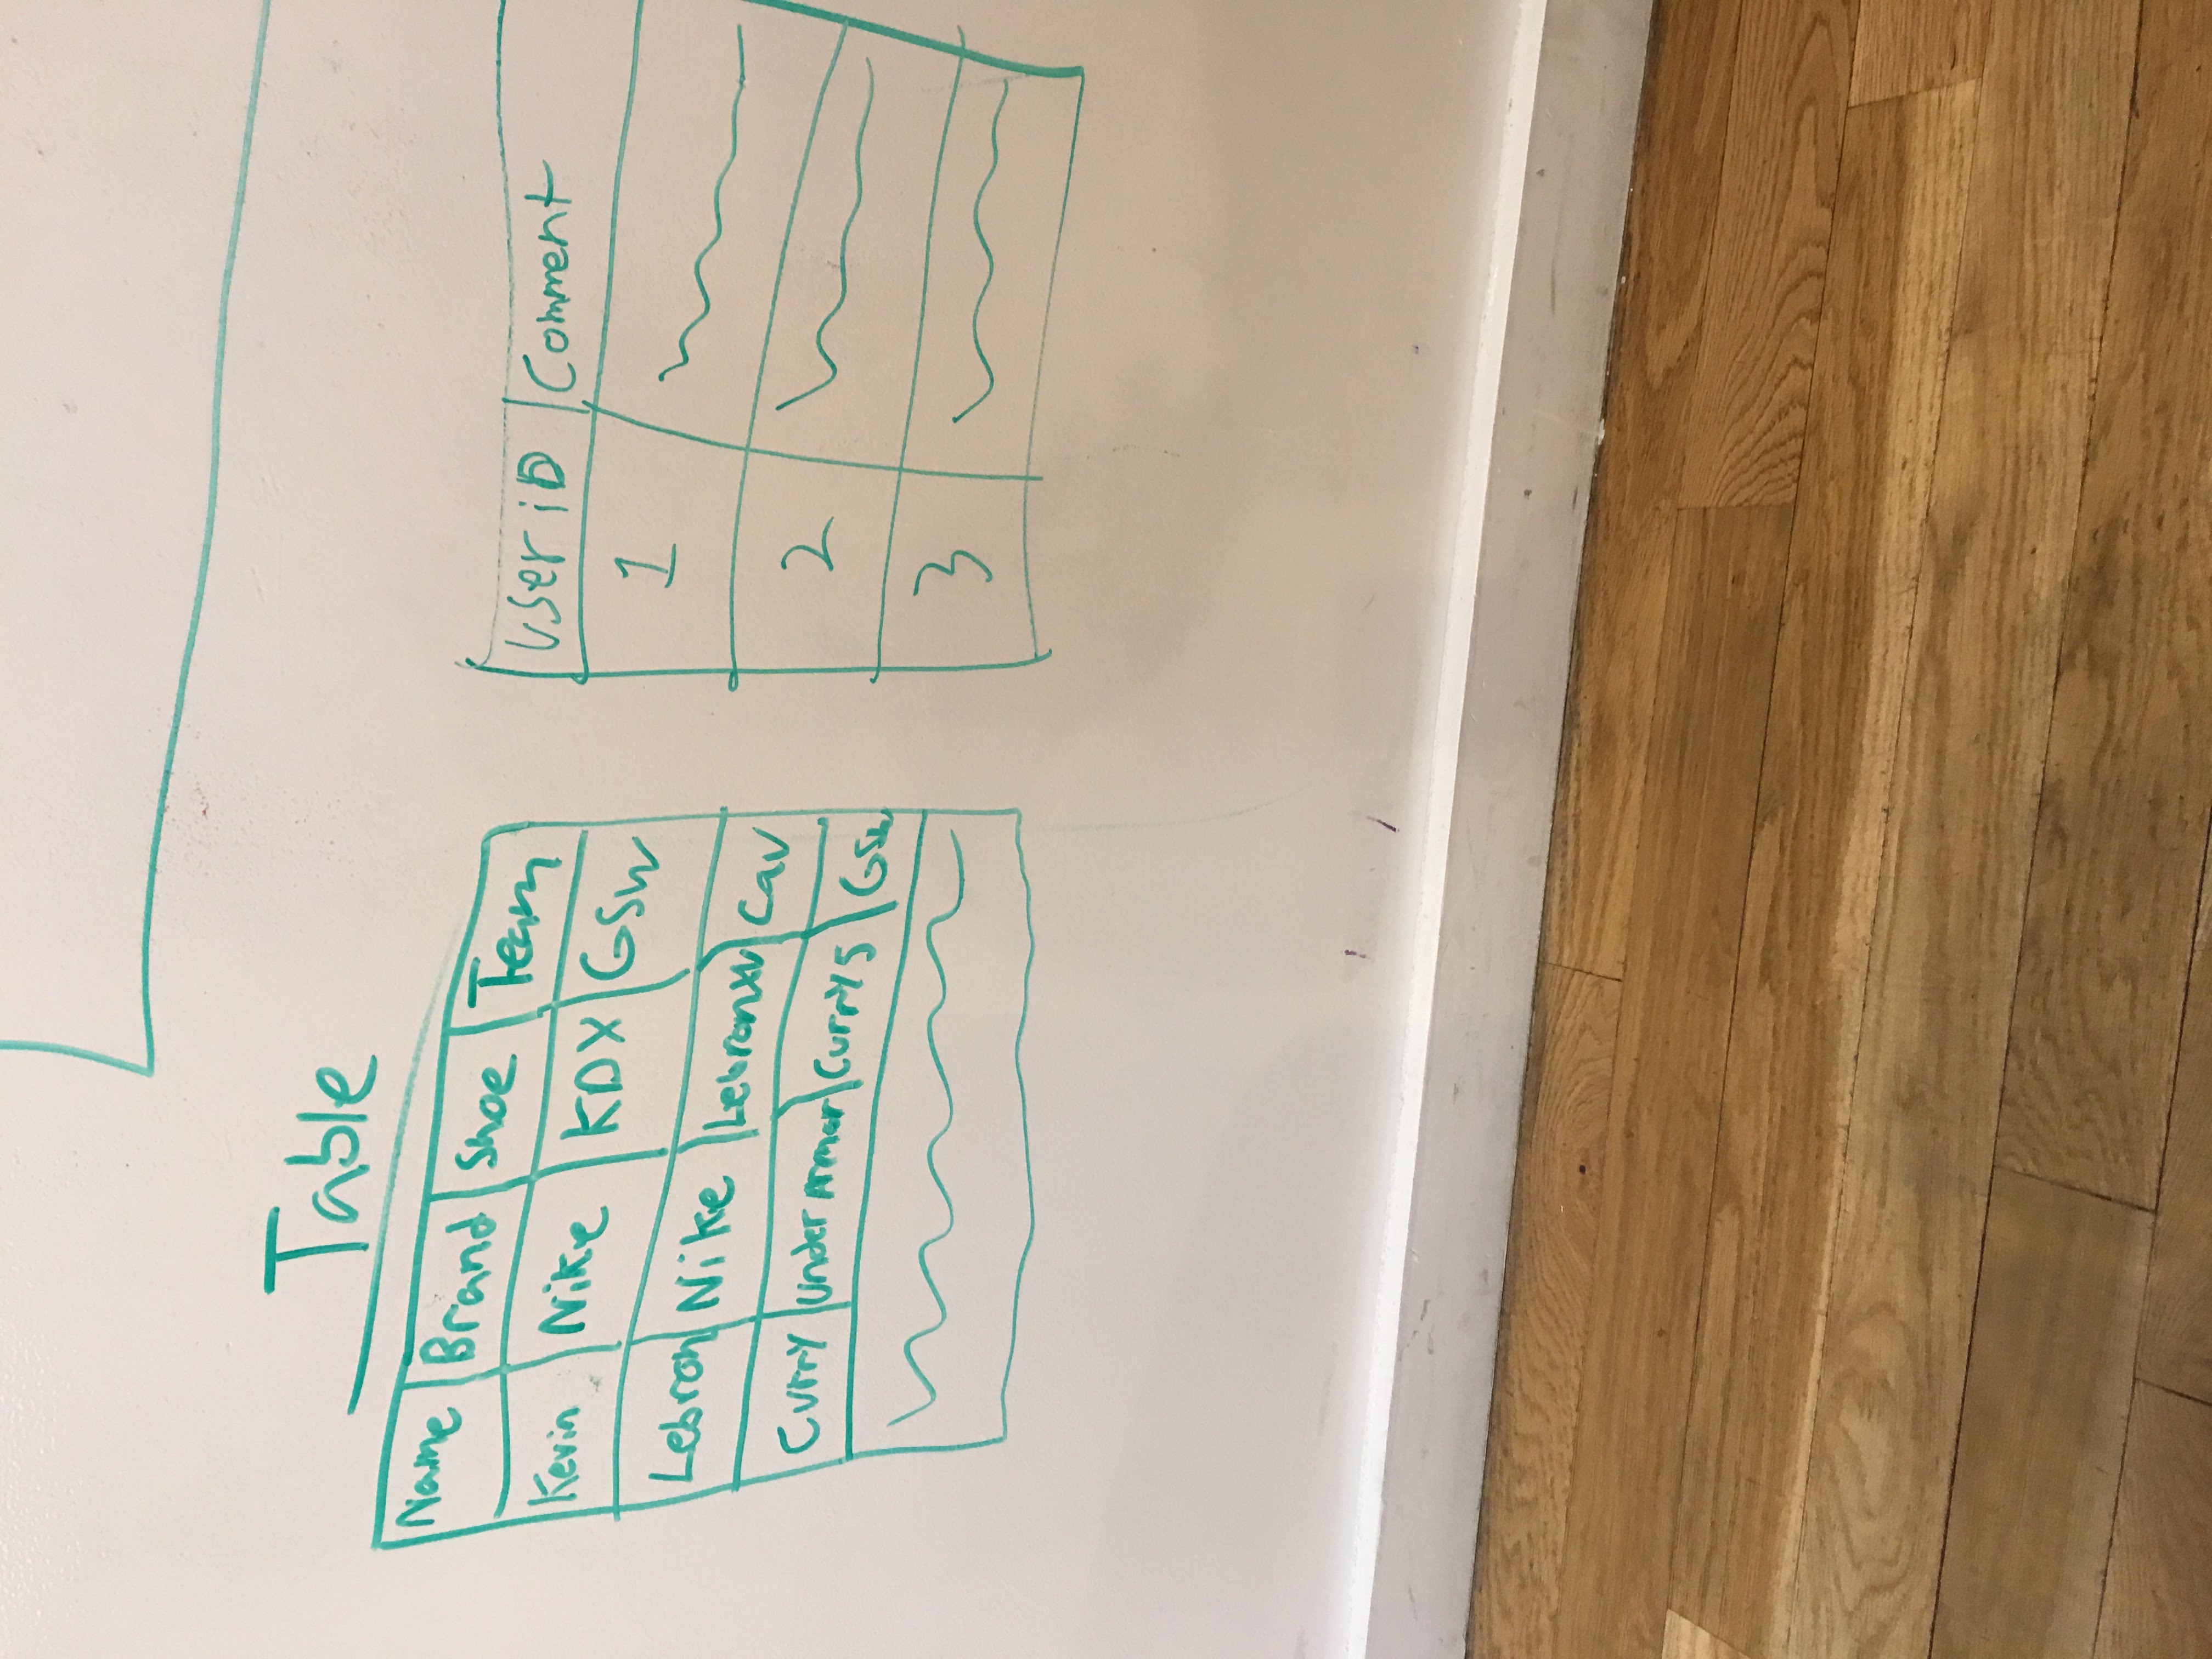 Table
Name Brand Shoe Team
Kevin Nike KDX GSW
Lebron Nike LebronXV Cav
Curry Under Armor Curry 5 GSW
User iD Comment
1
2
3